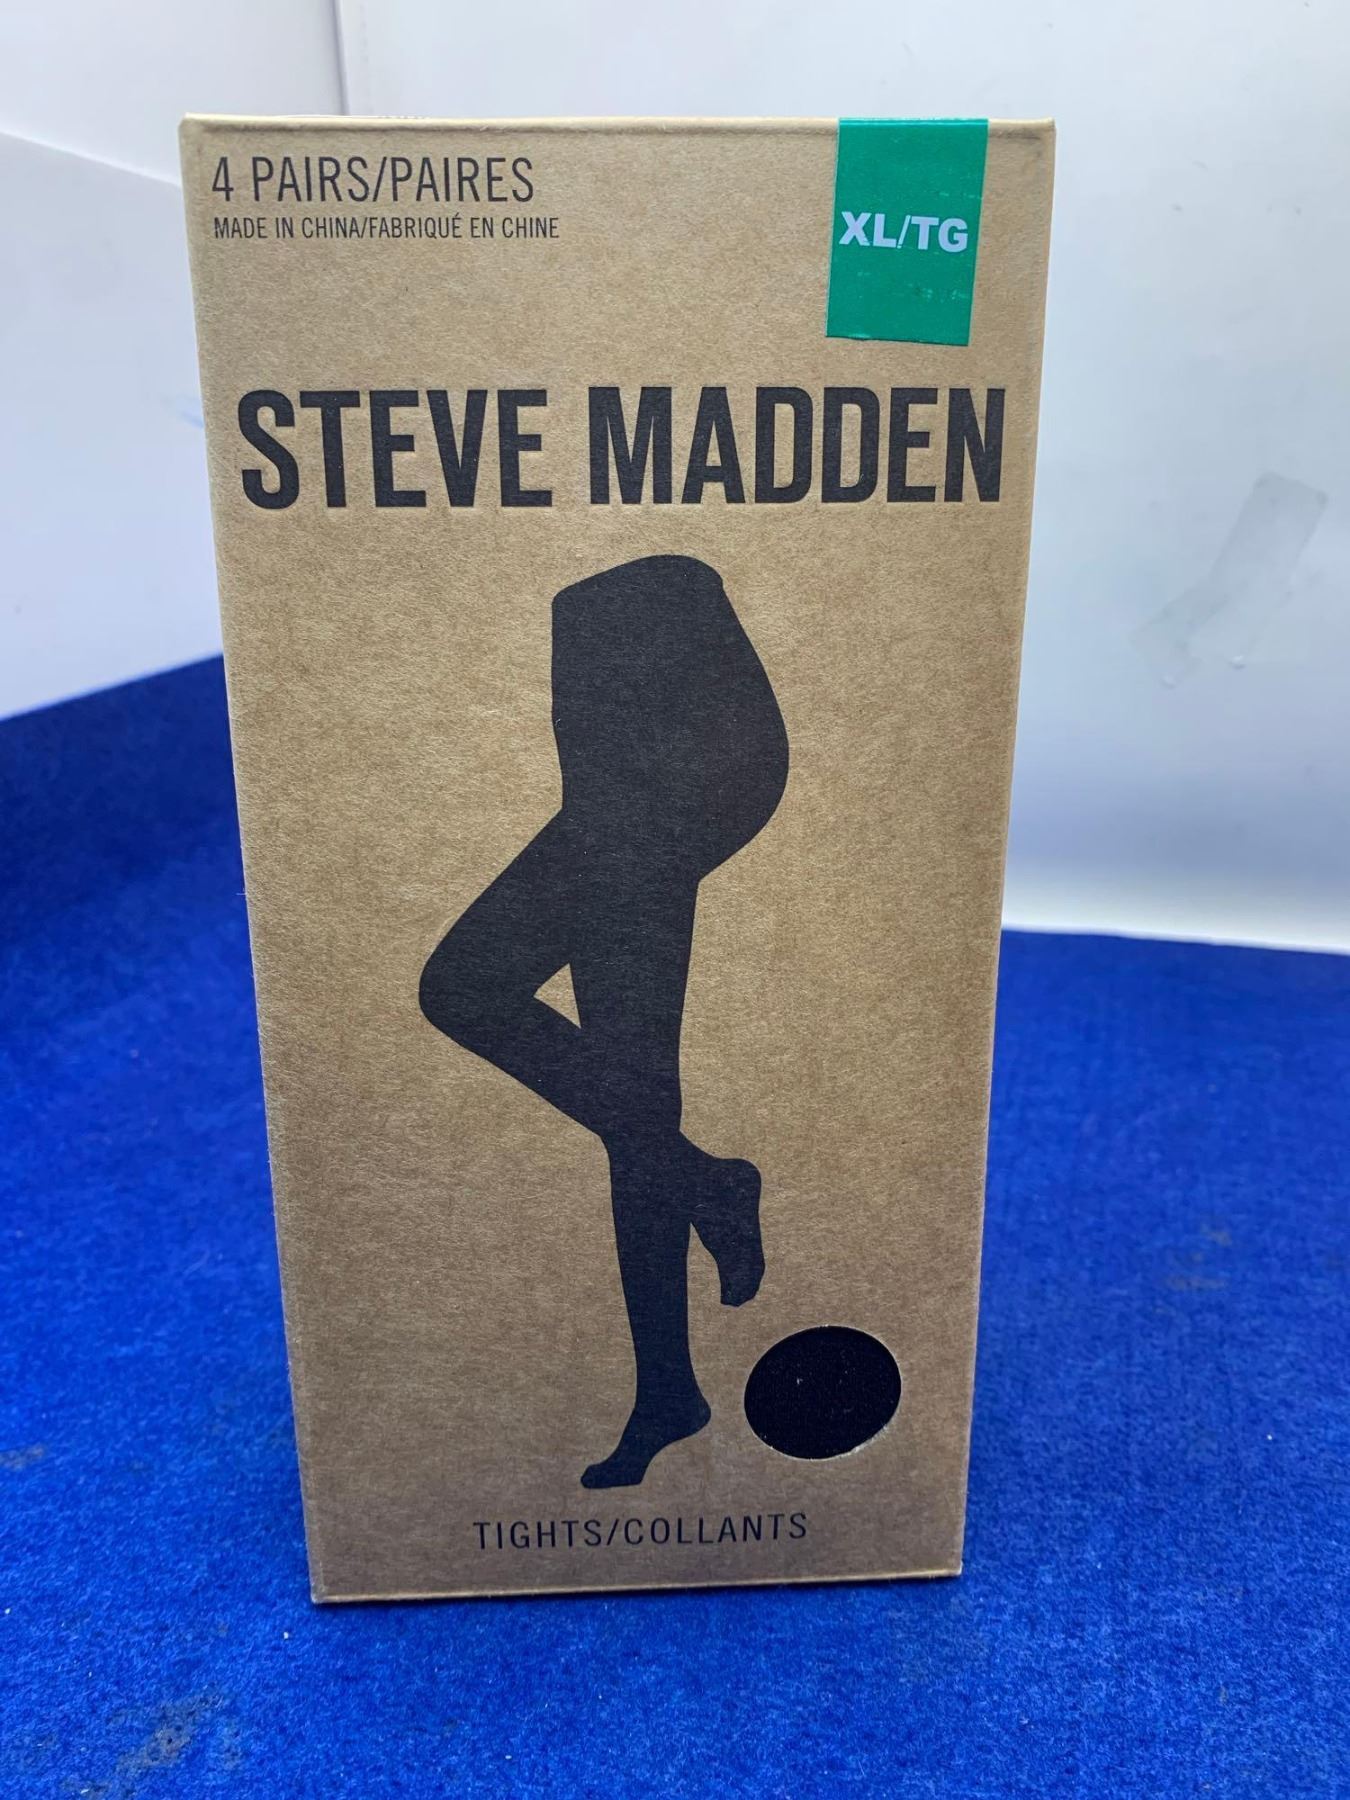 4 PAIRS/PAIRES
MADE IN CHINA/FABRIQUÉ EN CHINE
XL/TG
STEVE MADDEN
TIGHTS/COLLANTS